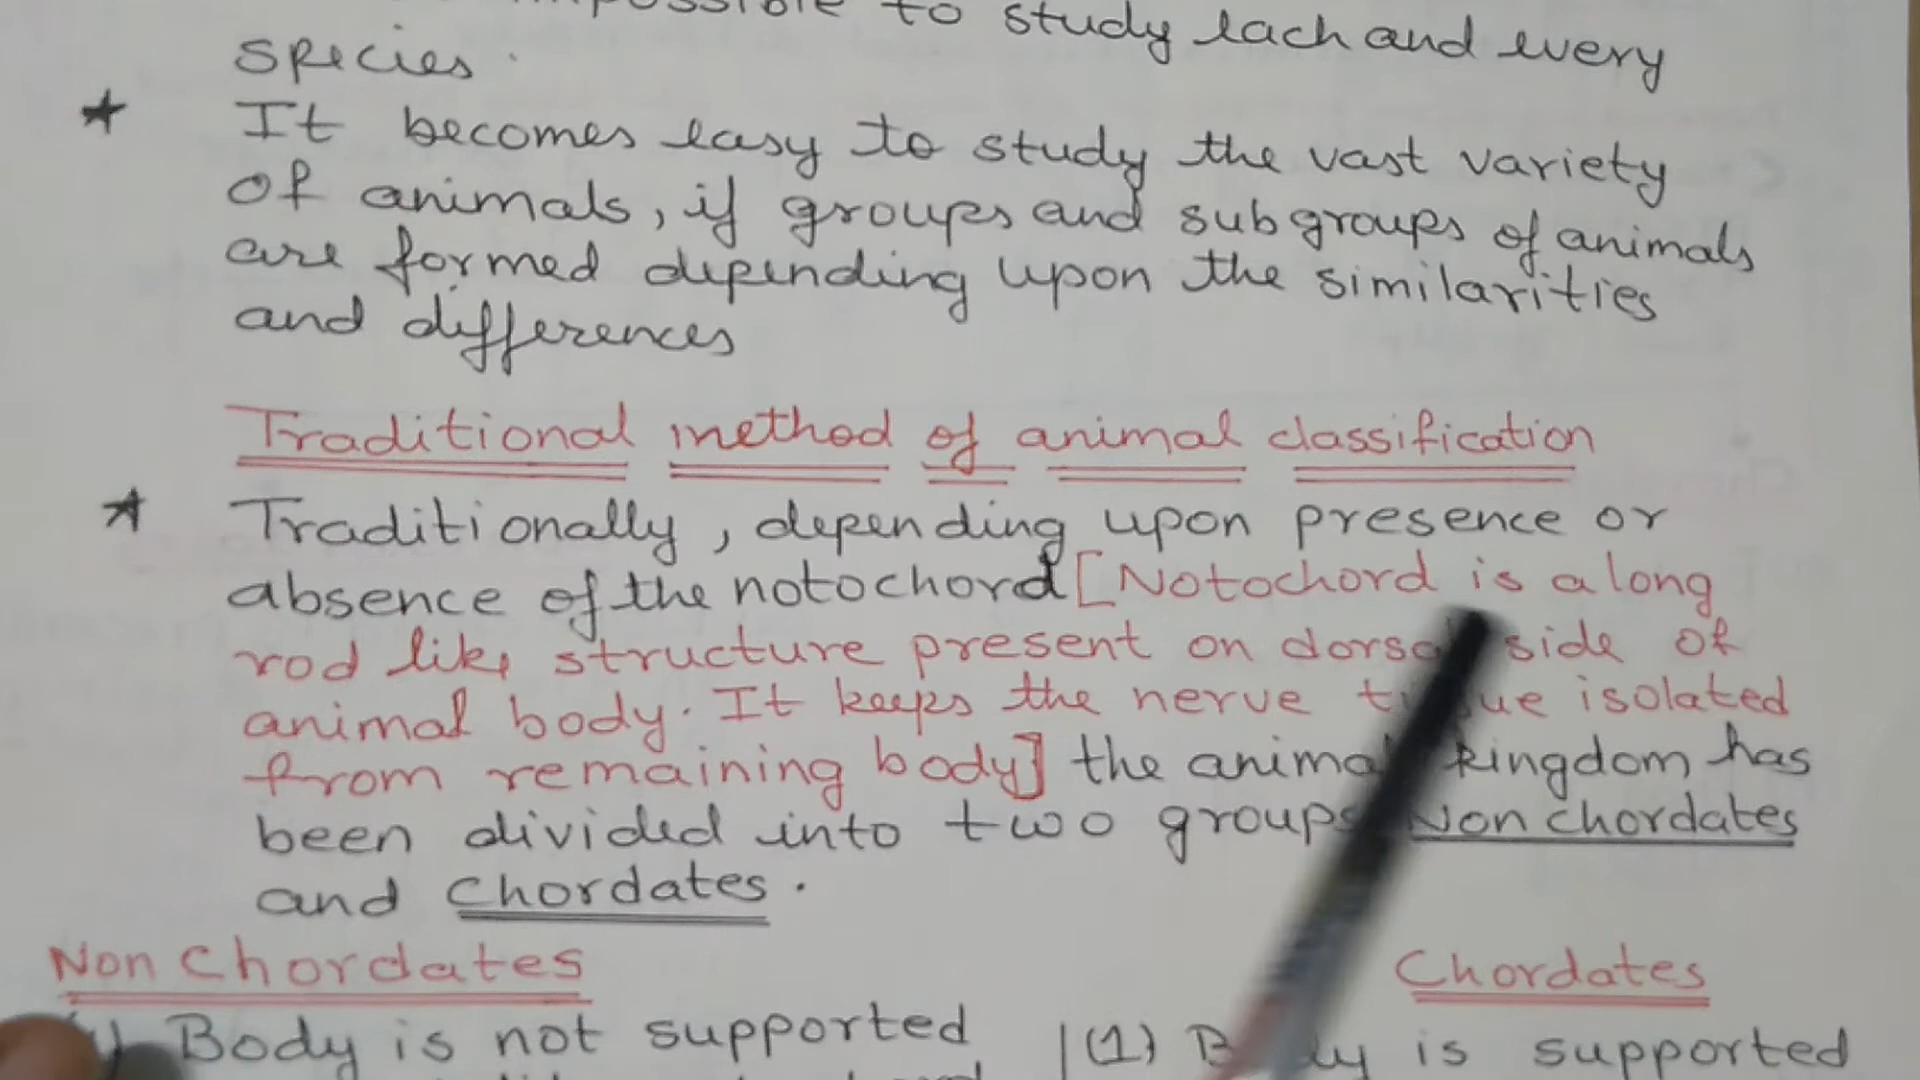 to study each and every
species.
★ It becomes easy to study the vast variety
of animals, if groups and subgroups of animals
are formed depending upon the similarities
and differences
Traditional method of animal classification
★ Traditionally, depending upon presence or
absence of the notochord [Notochord is a long
rod like structure present on dorsal side of
animal body. It keeps the nerve tissue isolated
from remaining body] the animal kingdom has
been divided into two groups Non chordates
and Chordates.
Non Chordates
Chordates
Body is not supported
(1) Body is supported